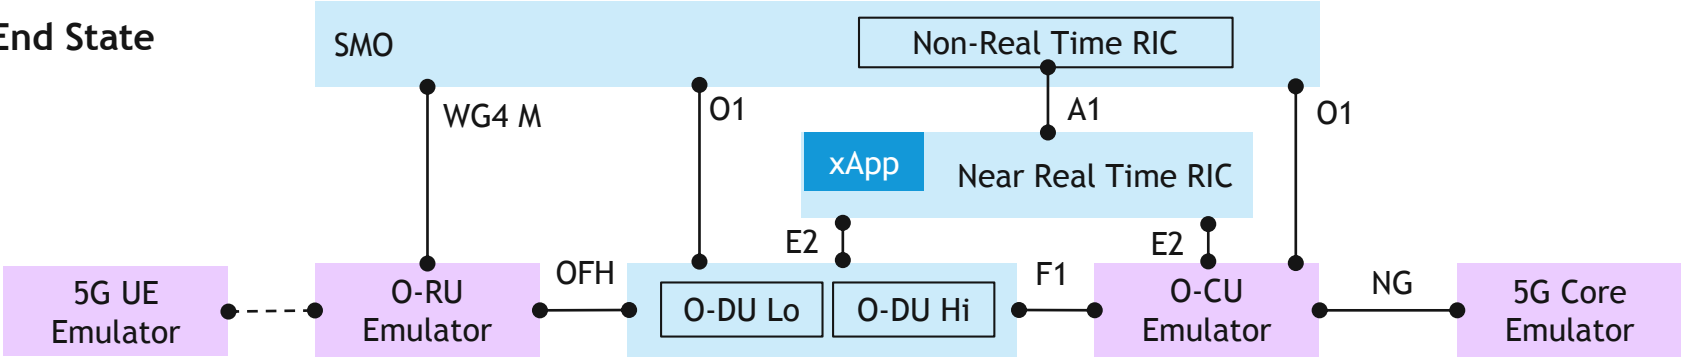 End State
SMO
Non-Real Time RIC
WG4 M
O1
A1
O1
xApp
Near Real Time RIC
E2
E2
5G UE
Emulator
O-RU
Emulator
OFH
O-DU Lo
O-DU Hi
F1
O-CU
Emulator
NG
5G Core
Emulator